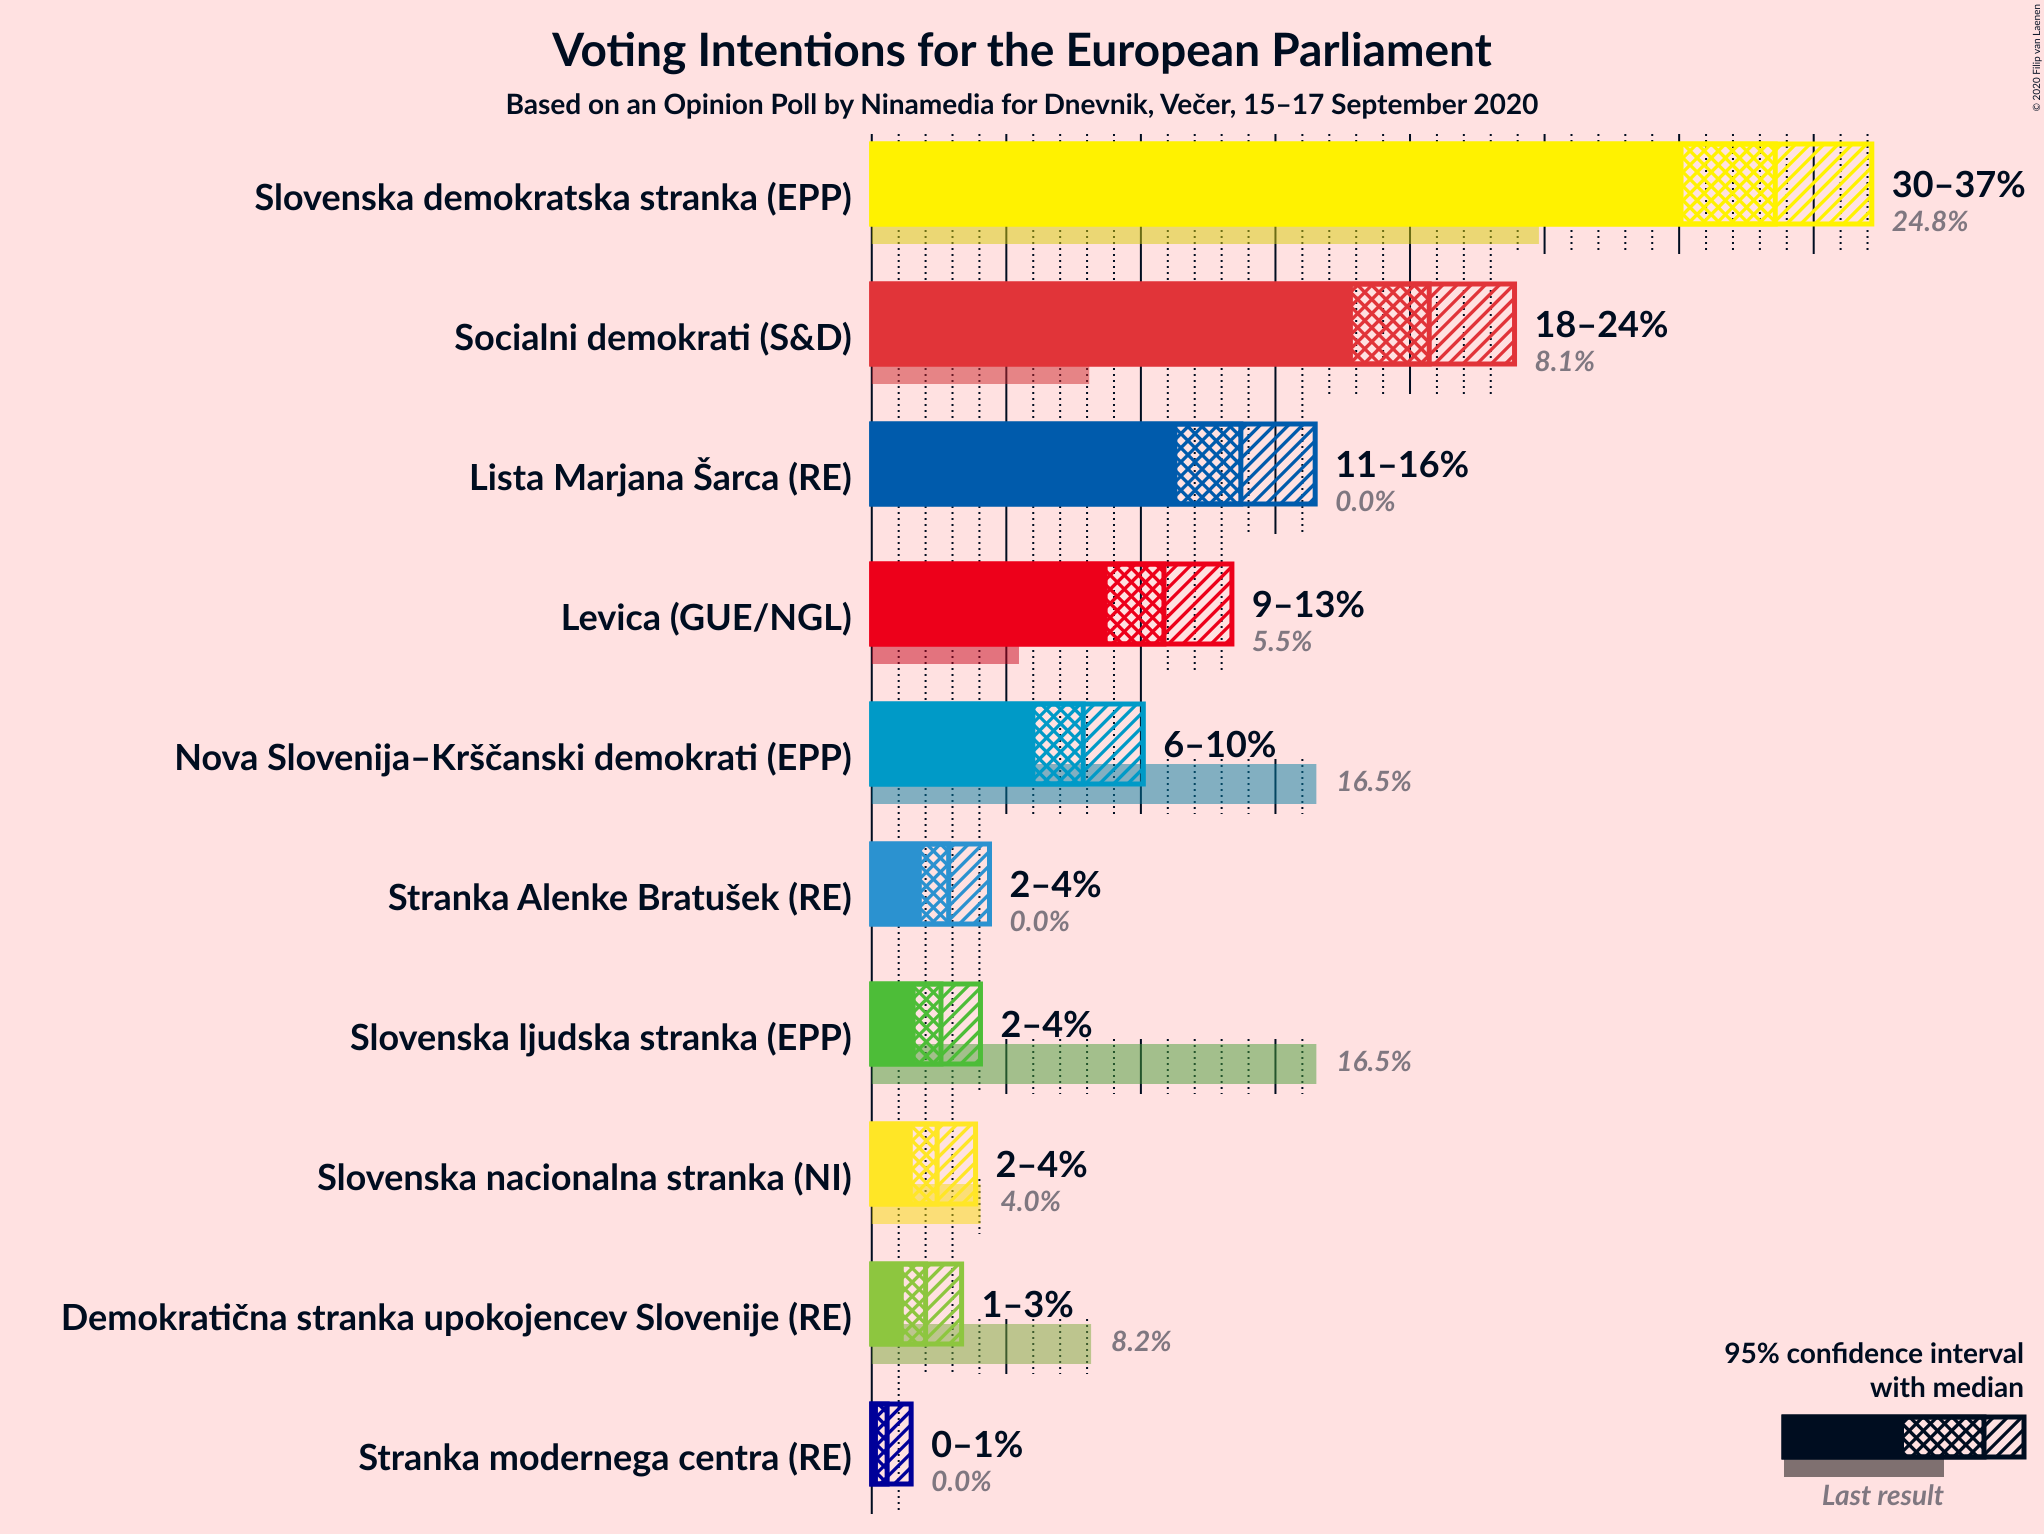 Voting Intentions for the European Parliament
Based on an Opinion Poll by Ninamedia for Dnevnik, Večer, 15–17 September 2020
© 2020 Filip van Laenen
Slovenska demokratska stranka (EPP)
30–37%
24.8%
Socialni demokrati (S&D)
18–24%
8.1%
Lista Marjana Šarca (RE)
11–16%
0.0%
Levica (GUE/NGL)
9–13%
5.5%
Nova Slovenija–Krščanski demokrati (EPP)
6–10%
16.5%
Stranka Alenke Bratušek (RE)
2–4%
0.0%
Slovenska ljudska stranka (EPP)
2–4%
16.5%
Slovenska nacionalna stranka (NI)
2–4%
4.0%
Demokratična stranka upokojencev Slovenije (RE)
1–3%
8.2%
Stranka modernega centra (RE)
0–1%
0.0%
95% confidence interval
with median
Last result